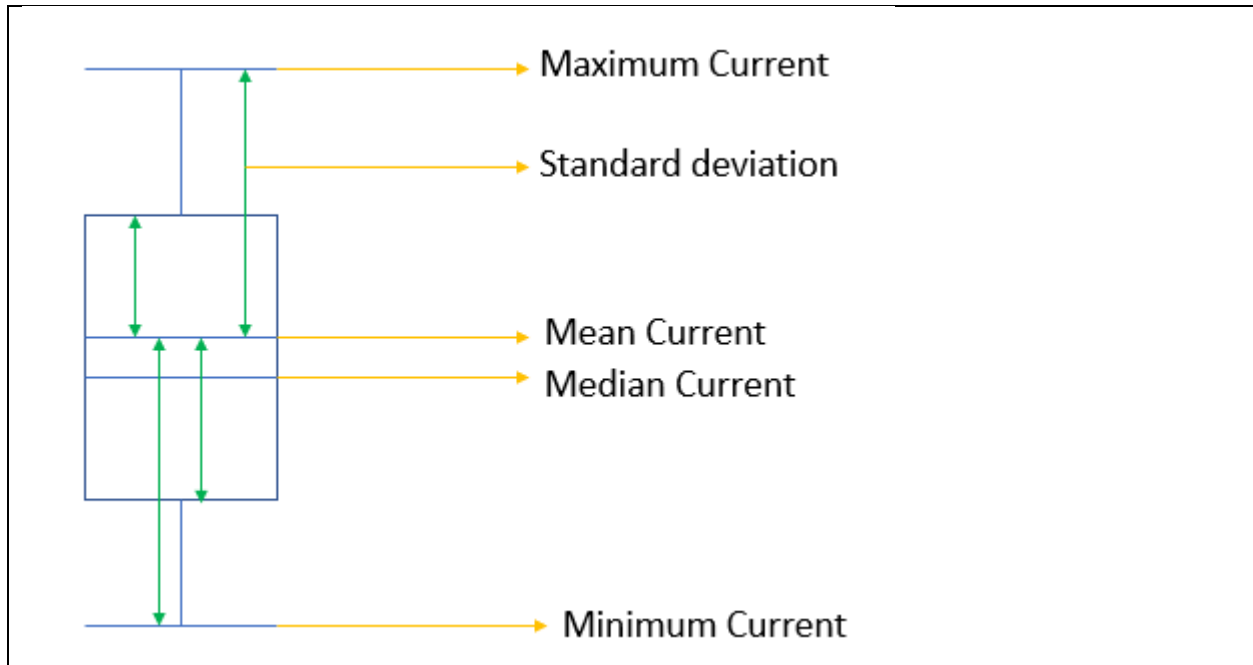 Maximum Current
Standard deviation
Mean Current
Median Current
Minimum Current